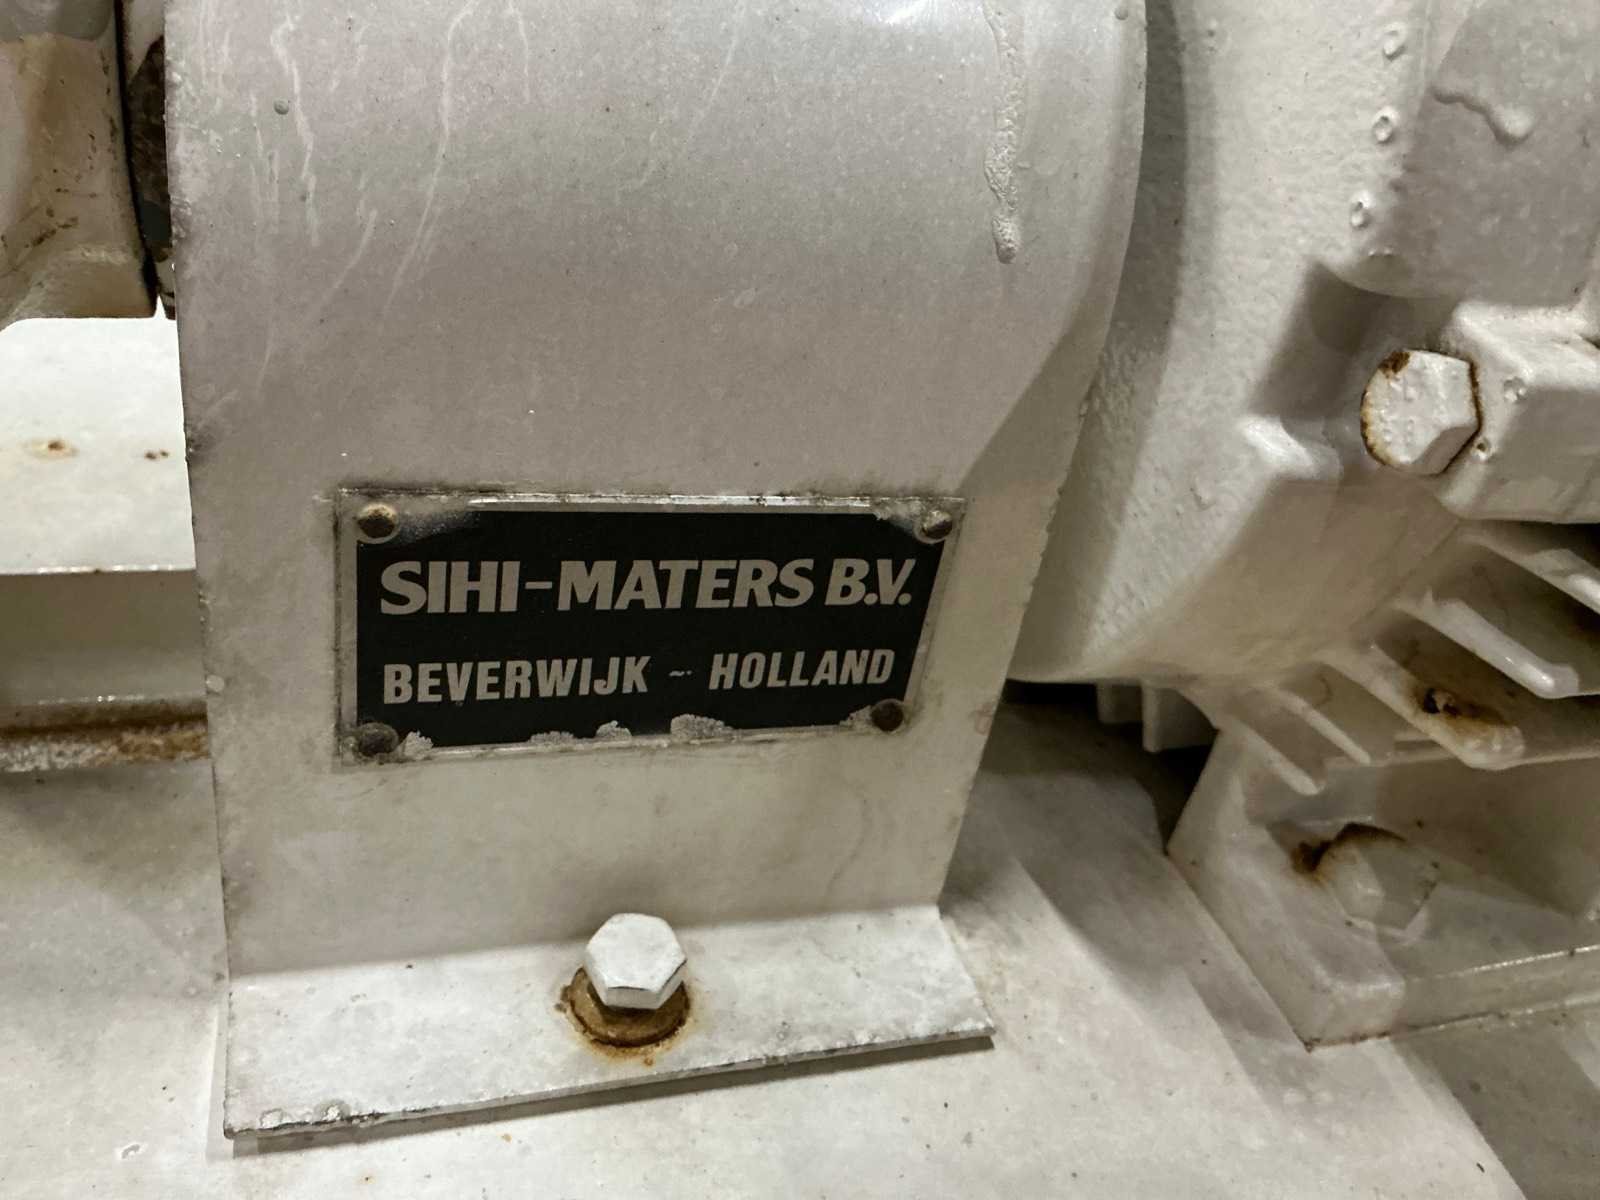 SIHI-MATERS B.V.
BEVERWIJK ~ HOLLAND